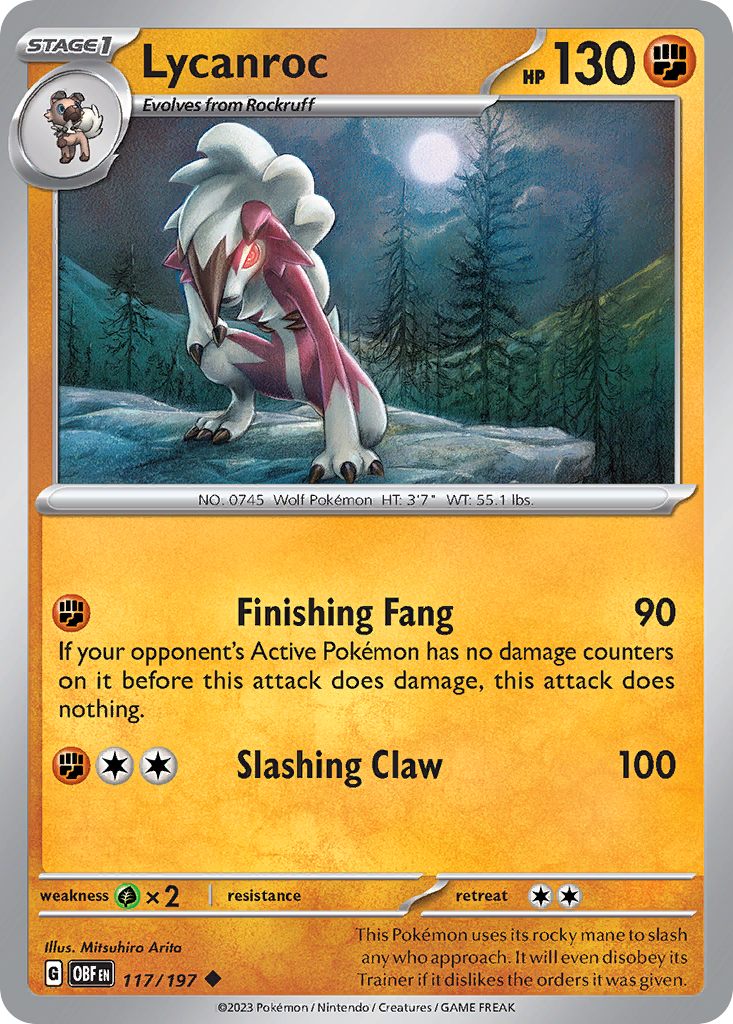 STAGE1
Lycanroc
HP 130
Evolves from Rockruff
NO. 0745 Wolf Pokémon HT: 3'7" WT: 55.1 lbs.
Finishing Fang 90
If your opponent's Active Pokémon has no damage counters
on it before this attack does damage, this attack does
nothing.
Slashing Claw 100
weakness ×2 resistance retreat
Illus. Mitsuhiro Arita
G OBF EN 117/197
This Pokémon uses its rocky mane to slash
any who approach. It will even disobey its
Trainer if it dislikes the orders it was given.
©2023 Pokémon / Nintendo / Creatures / GAME FREAK